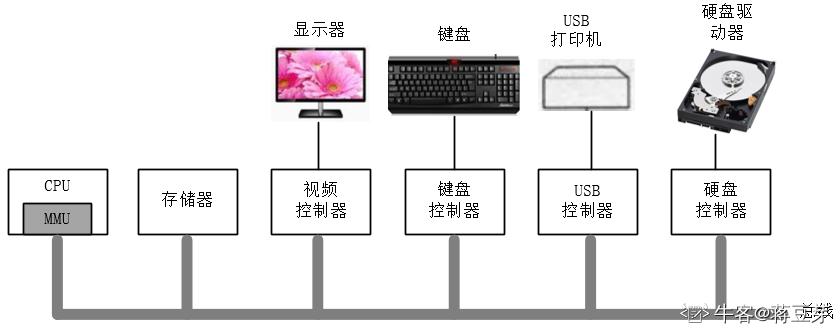 显示器
键盘
USB
打印机
硬盘驱
动器
CPU
MMU
存储器
视频
控制器
键盘
控制器
USB
控制器
硬盘
控制器
总线
牛客@蒋豆芽